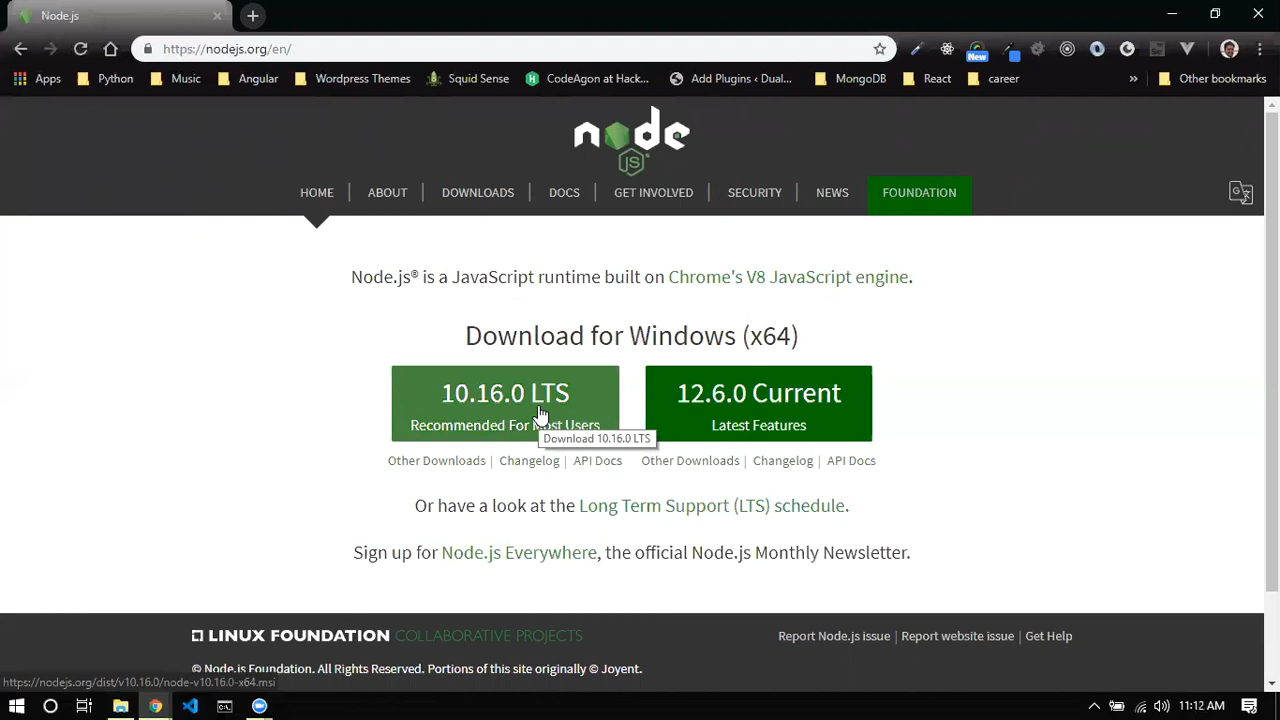 Node.js
https://nodejs.org/en/
New
Apps Python Music Angular Wordpress Themes Squid Sense CodeAgon at Hack... Add Plugins ‹ Dual... MongoDB React career » Other bookmarks
node
JS
HOME ABOUT DOWNLOADS DOCS GET INVOLVED SECURITY NEWS FOUNDATION
Node.js® is a JavaScript runtime built on Chrome's V8 JavaScript engine.
Download for Windows (x64)
10.16.0 LTS
Recommended For Most Users
12.6.0 Current
Latest Features
Download 10.16.0 LTS
Other Downloads | Changelog | API Docs Other Downloads | Changelog | API Docs
Or have a look at the Long Term Support (LTS) schedule.
Sign up for Node.js Everywhere, the official Node.js Monthly Newsletter.
LINUX FOUNDATION COLLABORATIVE PROJECTS
Report Node.js issue | Report website issue | Get Help
© Node.js Foundation. All Rights Reserved. Portions of this site originally © Joyent.
https://nodejs.org/dist/v10.16.0/node-v10.16.0-x64.msi
11:12 AM